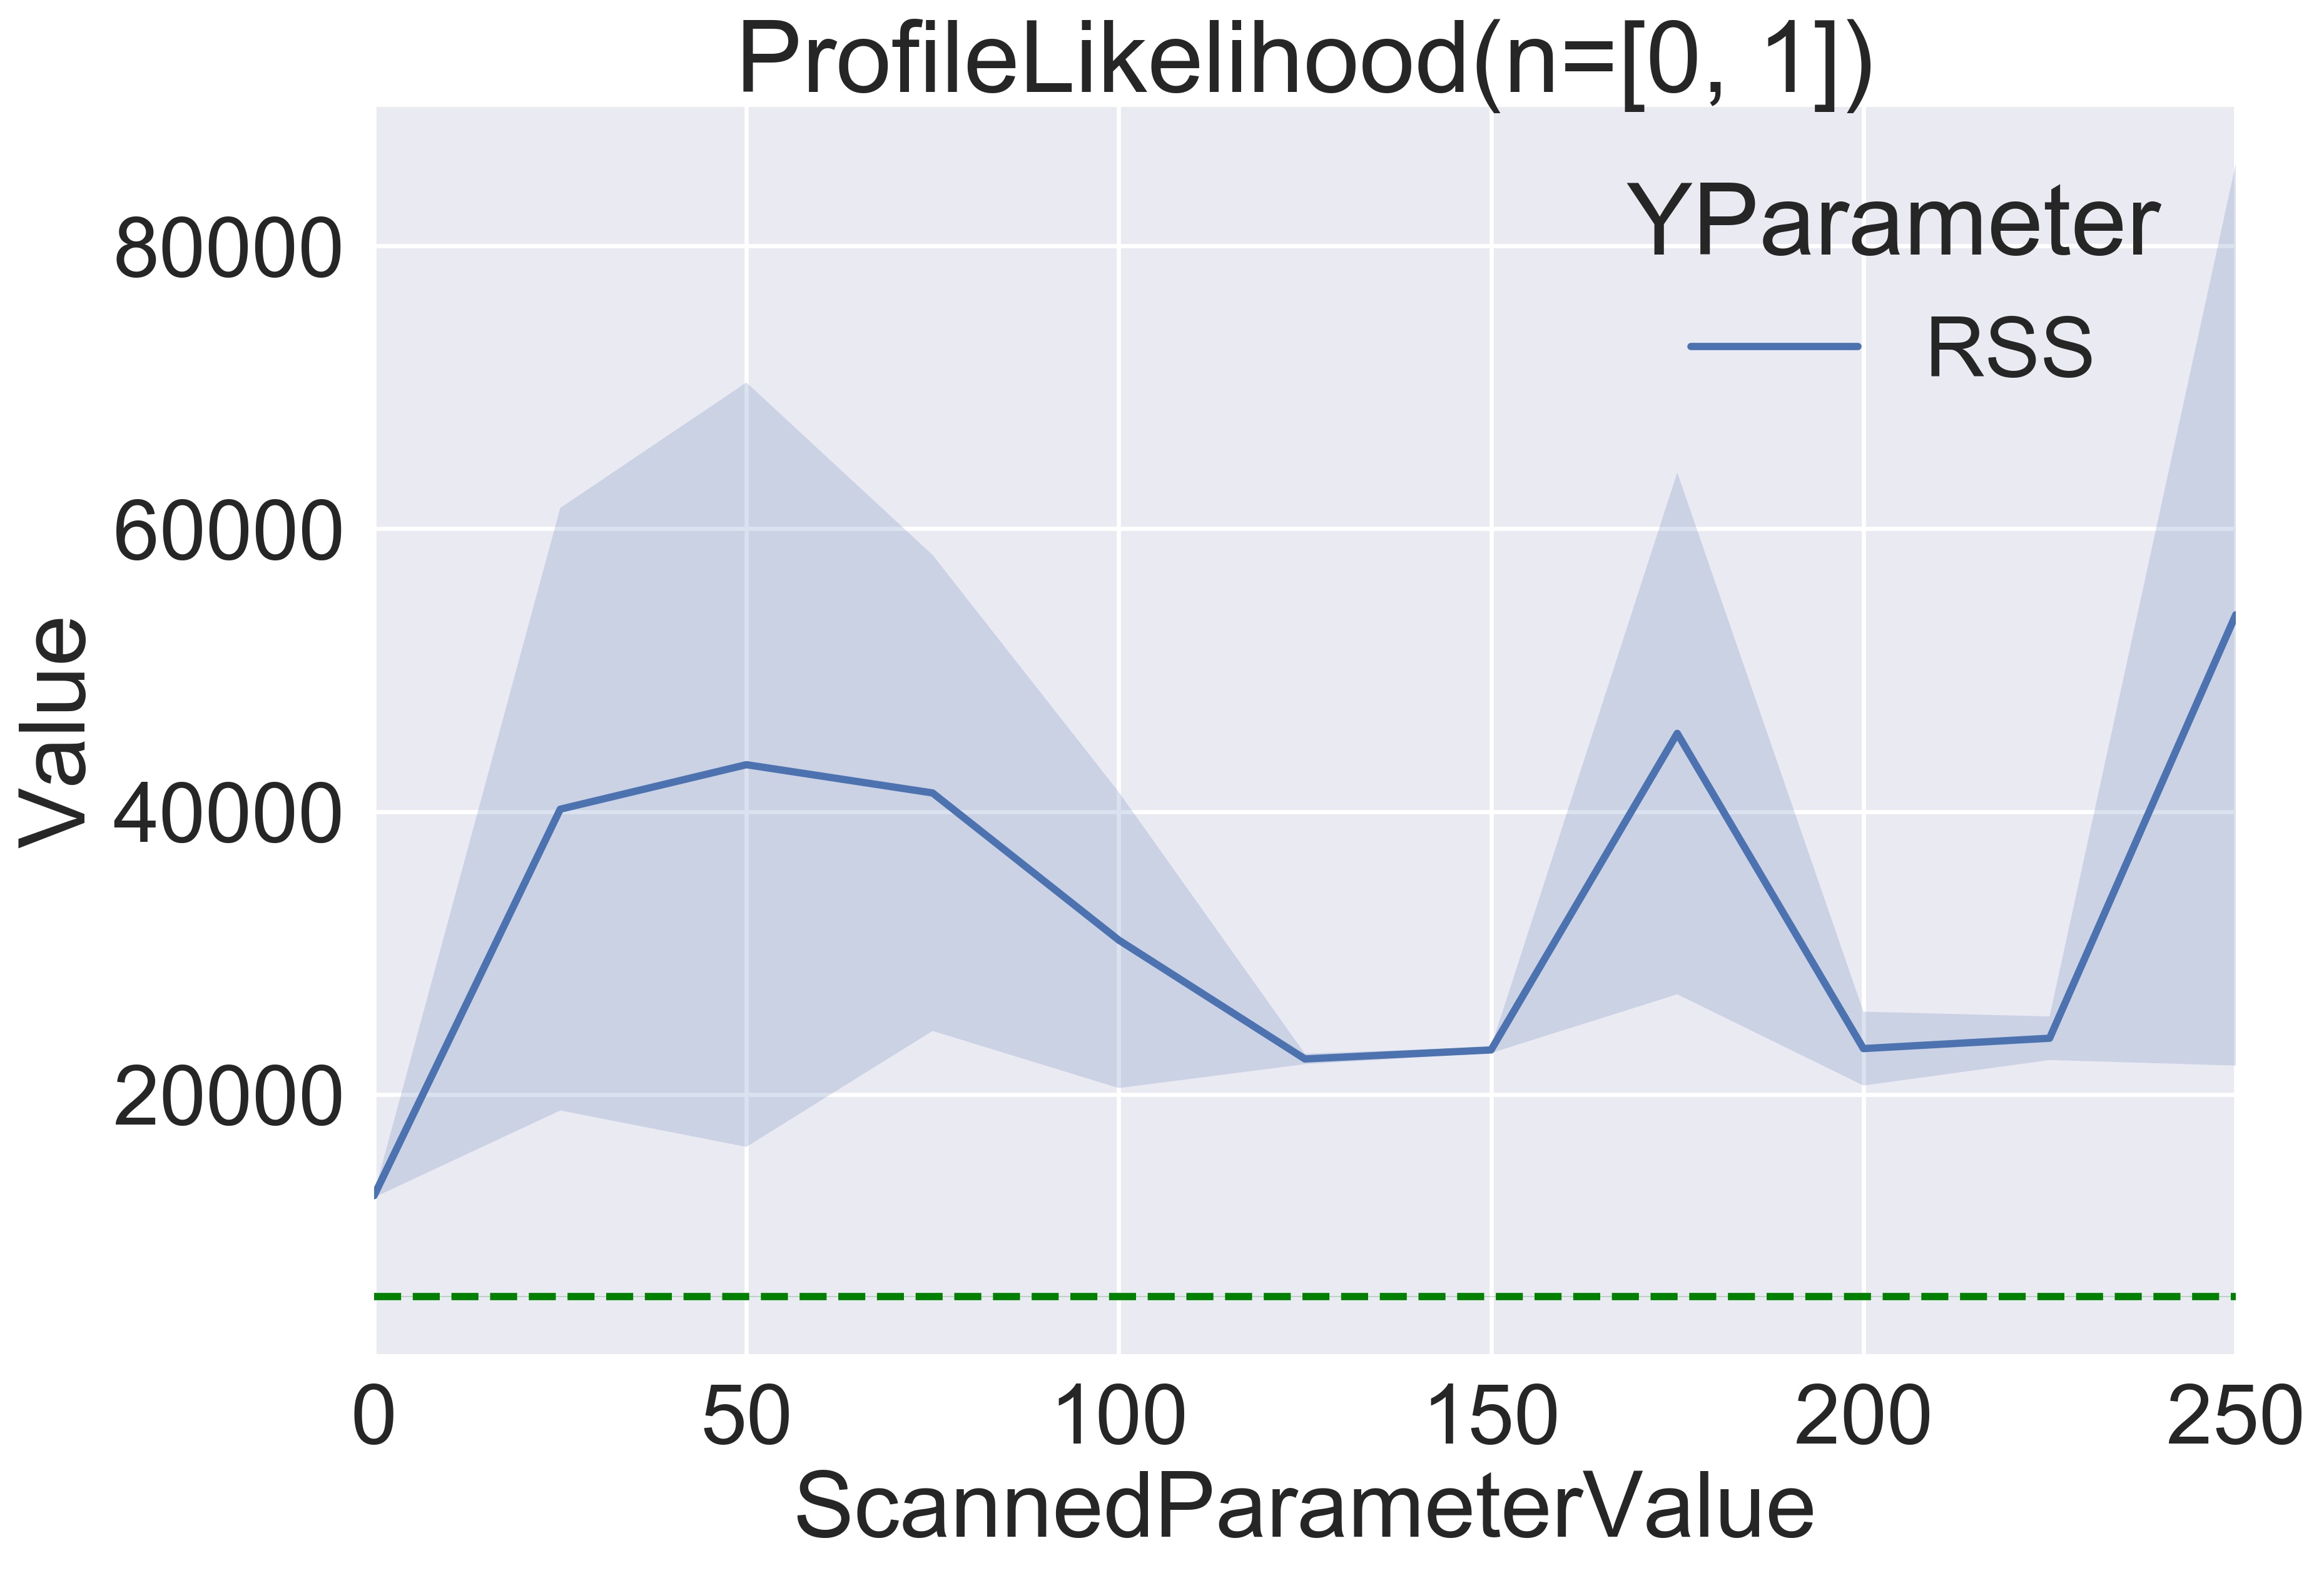 ProfileLikelihood(n=[0, 1])
YParameter
RSS
Value
80000
60000
40000
20000
0 50 100 150 200 250
ScannedParameterValue